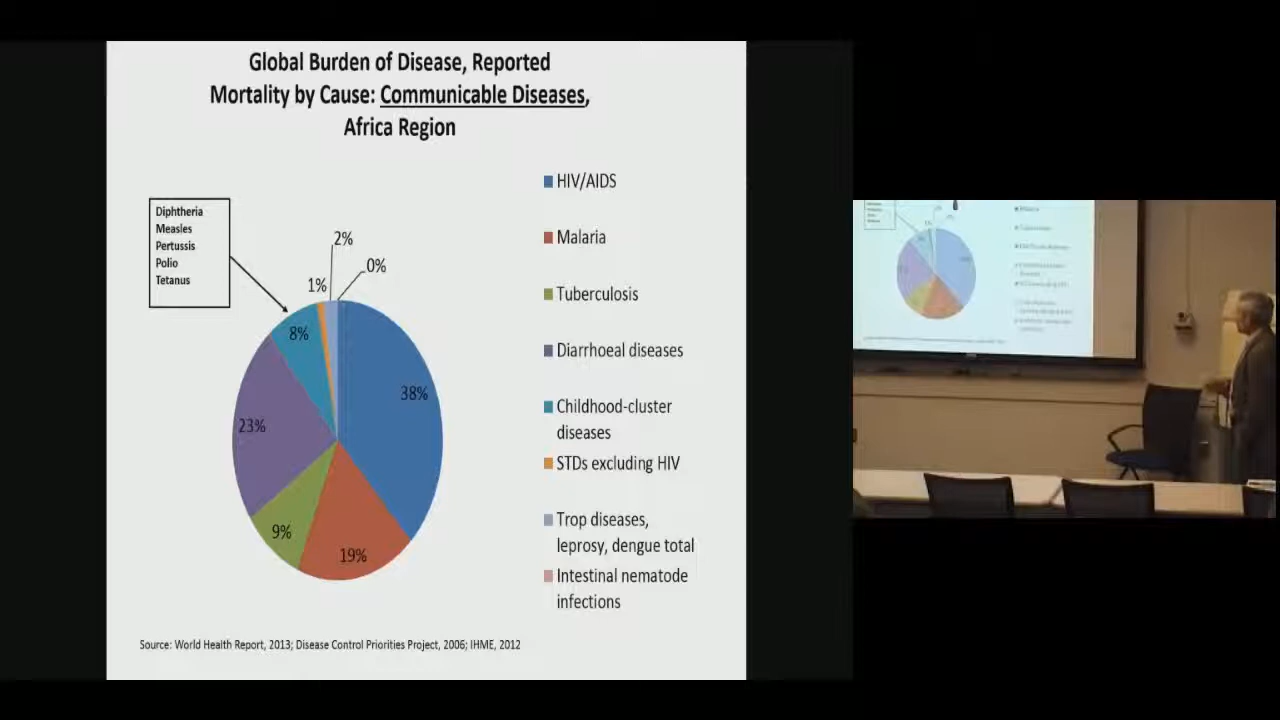 Global Burden of Disease, Reported
Mortality by Cause: Communicable Diseases,
Africa Region
Diphtheria
Measles
Pertussis
Polio
Tetanus
2%
0%
1%
8%
38%
23%
9%
19%
HIV/AIDS
Malaria
Tuberculosis
Diarrhoeal diseases
Childhood-cluster
diseases
STDs excluding HIV
Trop diseases,
leprosy, dengue total
Intestinal nematode
infections
Source: World Health Report, 2013; Disease Control Priorities Project, 2006; IHME, 2012